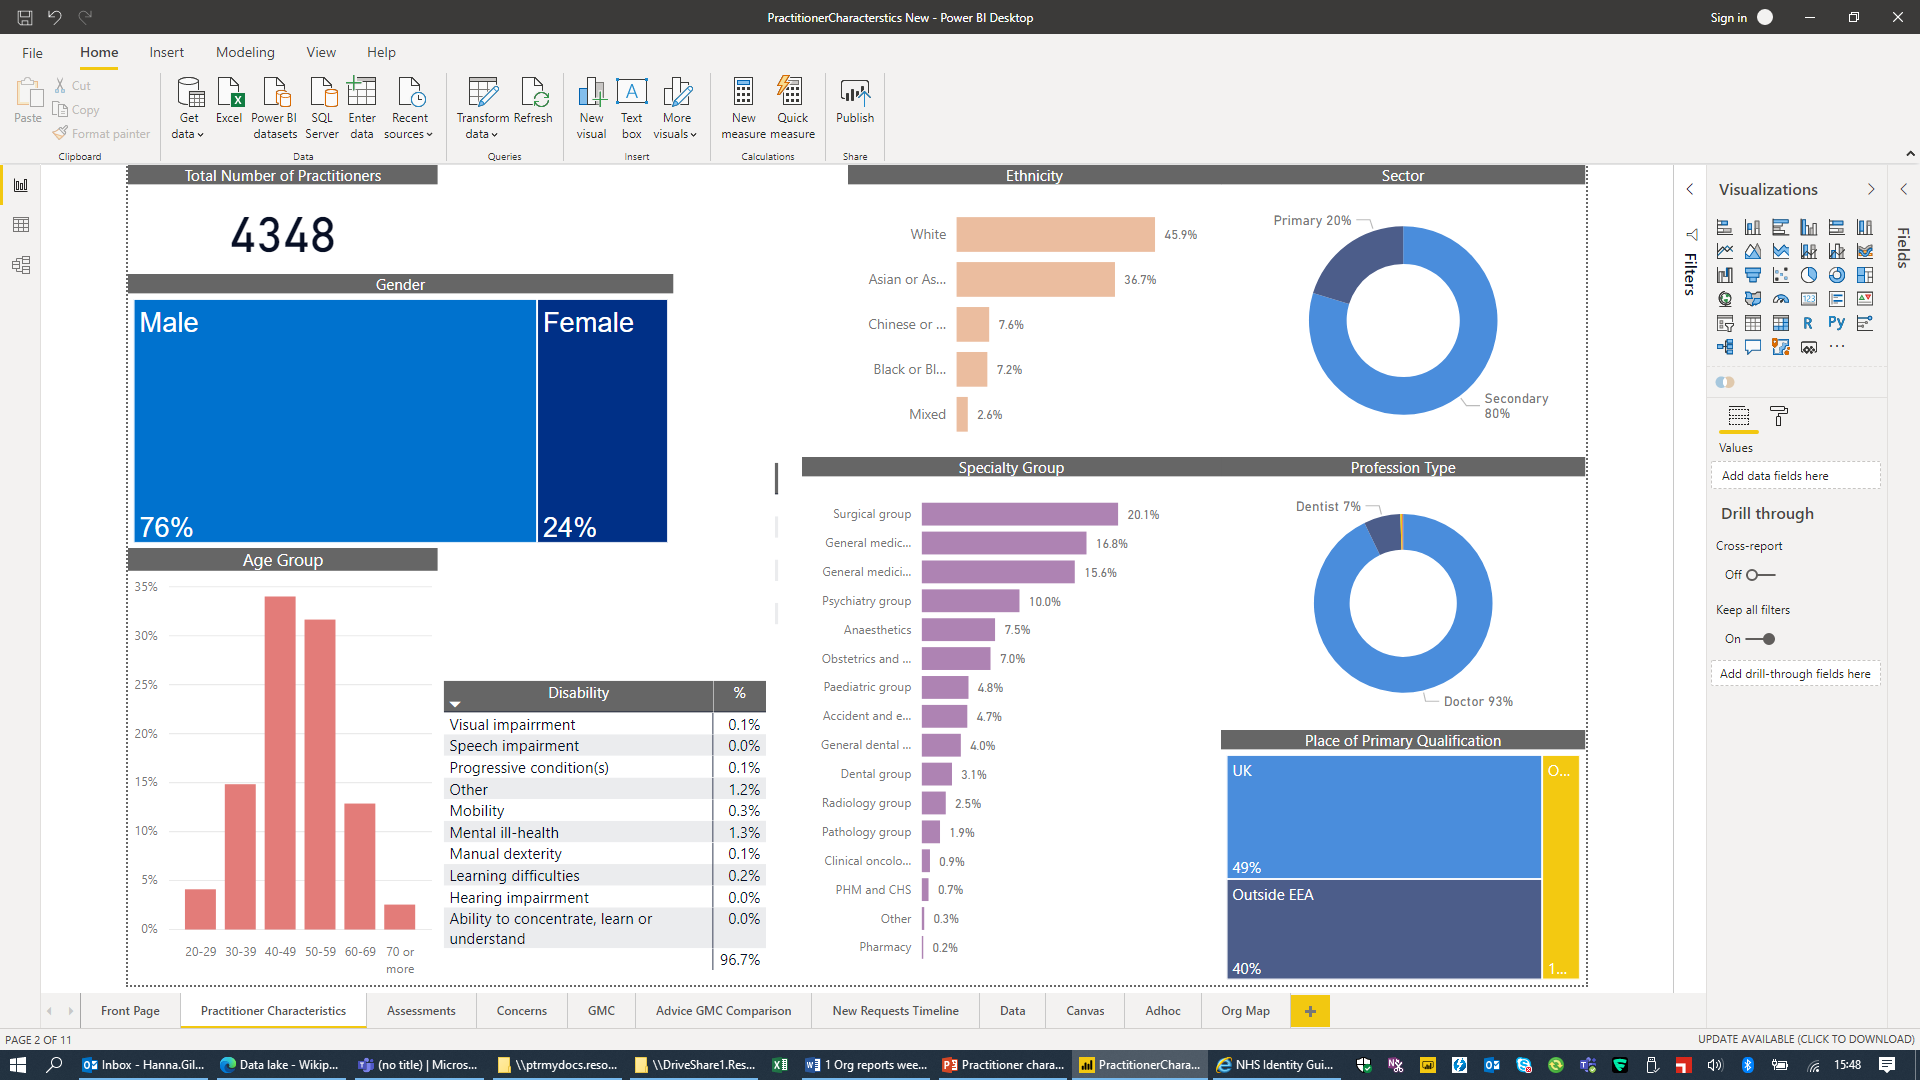 PractitionerCharacterstics New - Power BI Desktop
Sign in
File
Home
Insert
Modeling
View
Help
Paste
Cut
Copy
Format painter
Clipboard
Get data
Excel
Power BI datasets
SQL Server
Enter data
Recent sources
Data
Transform data
Refresh
Queries
New visual
Text box
More visuals
Insert
New measure
Quick measure
Calculations
Publish
Share
Total Number of Practitioners
4348
Gender
Male
76%
Female
24%
Age Group
35%
30%
25%
20%
15%
10%
5%
0%
20-29
30-39
40-49
50-59
60-69
70 or more
Disability %
Visual impairrment 0.1%
Speech impairment 0.0%
Progressive condition(s) 0.1%
Other 1.2%
Mobility 0.3%
Mental ill-health 1.3%
Manual dexterity 0.1%
Learning difficulties 0.2%
Hearing impairrment 0.0%
Ability to concentrate, learn or 0.0%
understand
96.7%
Ethnicity
White 45.9%
Asian or As... 36.7%
Chinese or ... 7.6%
Black or Bl... 7.2%
Mixed 2.6%
Sector
Primary 20%
Secondary
80%
Specialty Group
Surgical group 20.1%
General medic... 16.8%
General medici... 15.6%
Psychiatry group 10.0%
Anaesthetics 7.5%
Obstetrics and ... 7.0%
Paediatric group 4.8%
Accident and e... 4.7%
General dental ... 4.0%
Dental group 3.1%
Radiology group 2.5%
Pathology group 1.9%
Clinical oncolo... 0.9%
PHM and CHS 0.7%
Other 0.3%
Pharmacy 0.2%
Profession Type
Dentist 7%
Doctor 93%
Place of Primary Qualification
UK
49%
Outside EEA
40%
O...
1...
Filters
Visualizations
R
Py
Values
Add data fields here
Drill through
Cross-report
Off
Keep all filters
On
Add drill-through fields here
Fields
Front Page
Practitioner Characteristics
Assessments
Concerns
GMC
Advice GMC Comparison
New Requests Timeline
Data
Canvas
Adhoc
Org Map
+
PAGE 2 OF 11
UPDATE AVAILABLE (CLICK TO DOWNLOAD)
Inbox - Hanna.Gil...
Data lake - Wikip...
(no title) | Micros...
\\ptrmydocs.reso...
\\DriveShare1.Res...
1 Org reports wee...
Practitioner chara...
PractitionerChara...
NHS Identity Gui...
15:48